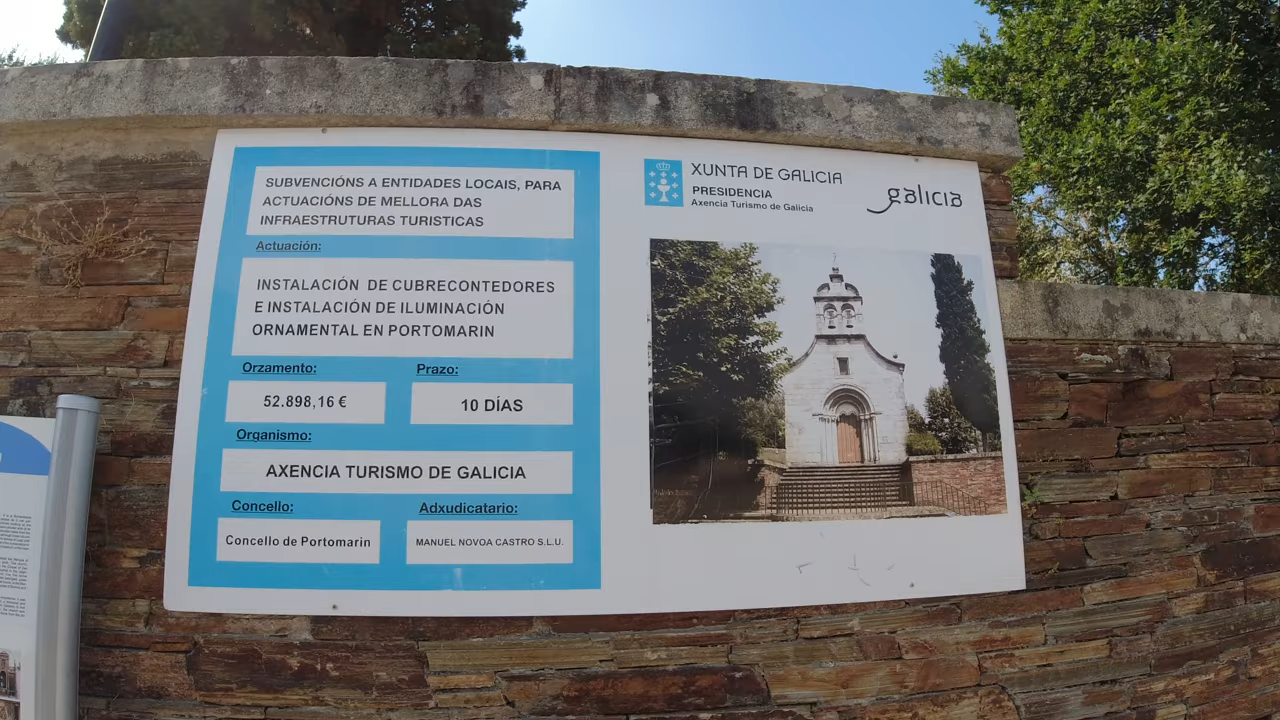 SUBVENCIÓNS A ENTIDADES LOCAIS, PARA
ACTUACIÓNS DE MELLORA DAS
INFRAESTRUTURAS TURISTICAS
Actuación:
INSTALACIÓN DE CUBRECONTEDORES
E INSTALACIÓN DE ILUMINACIÓN
ORNAMENTAL EN PORTOMARIN
Orzamento:
Prazo:
52.898,16 €
10 DÍAS
Organismo:
AXENCIA TURISMO DE GALICIA
Concello:
Adxudicatario:
Concello de Portomarin
MANUEL NOVOA CASTRO S.L.U.
XUNTA DE GALICIA
PRESIDENCIA
Axencia Turismo de Galicia
galicia